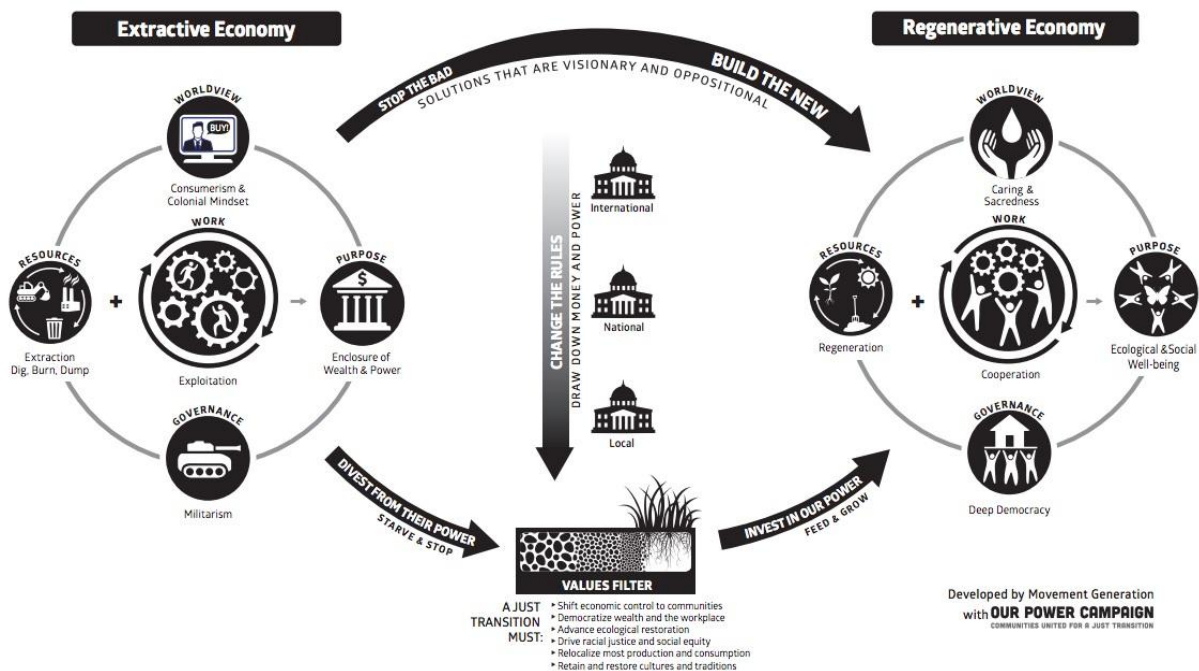 Extractive Economy
Regenerative Economy
STOP THE BAD
BUILD THE NEW
SOLUTIONS THAT ARE VISIONARY AND OPPOSITIONAL
WORLDVIEW
BUY!
Consumerism &
Colonial Mindset
WORK
Exploitation
RESOURCES
Extraction
Dig, Burn, Dump
+
PURPOSE
$
Enclosure of
Wealth & Power
GOVERNANCE
Militarism
CHANGE THE RULES
DRAW DOWN MONEY AND POWER
International
National
Local
WORLDVIEW
Caring &
Sacredness
WORK
Cooperation
RESOURCES
Regeneration
+
PURPOSE
Ecological & Social
Well-being
GOVERNANCE
Deep Democracy
DIVEST FROM THEIR POWER
STARVE & STOP
INVEST IN OUR POWER
FEED & GROW
VALUES FILTER
A JUST
TRANSITION
MUST:
▸ Shift economic control to communities
▸ Democratize wealth and the workplace
▸ Advance ecological restoration
▸ Drive racial justice and social equity
▸ Relocalize most production and consumption
▸ Retain and restore cultures and traditions
Developed by Movement Generation
with OUR POWER CAMPAIGN
COMMUNITIES UNITED FOR A JUST TRANSITION